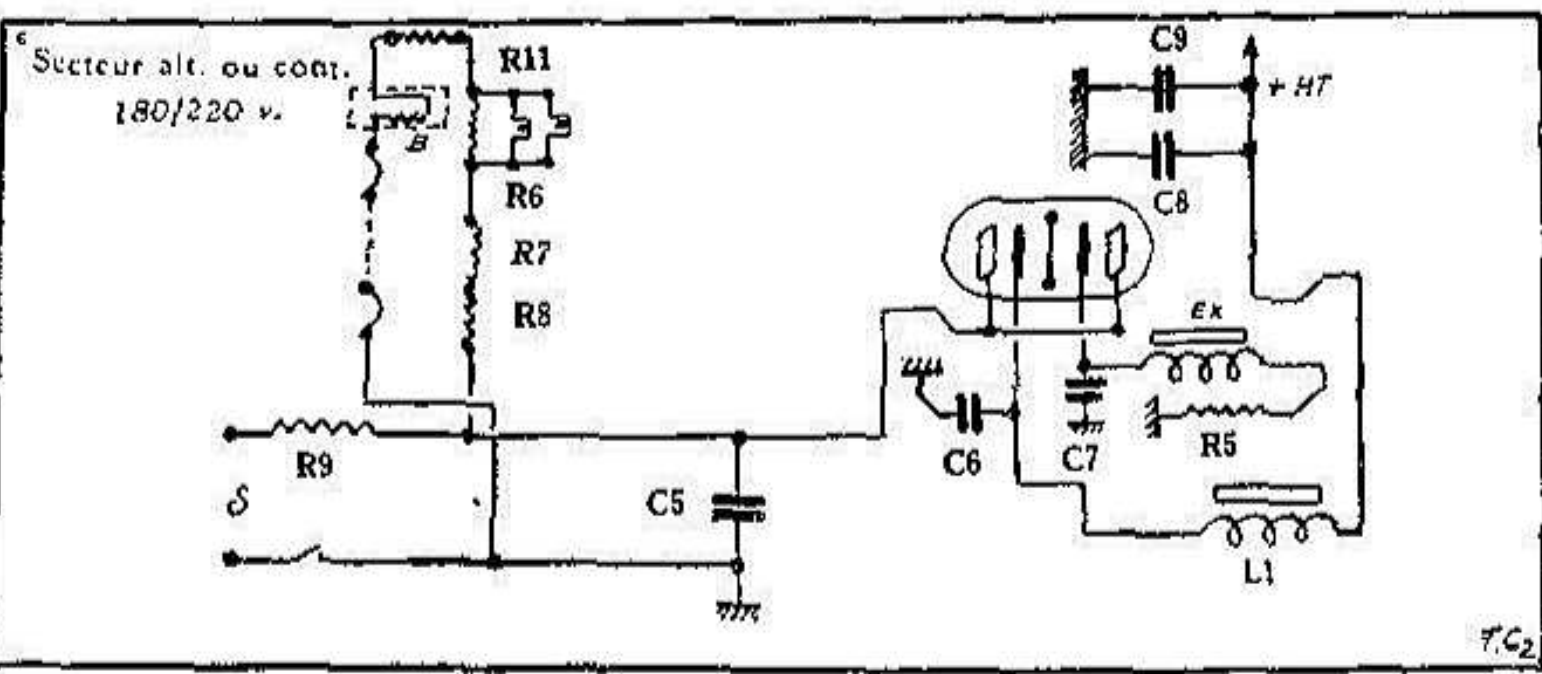 Secteur alt. ou cont.
180/220 v.
B
R11
R6
R7
R8
R9
S
C5
C9
+ HT
C8
Ex
C6
C7
R5
L1